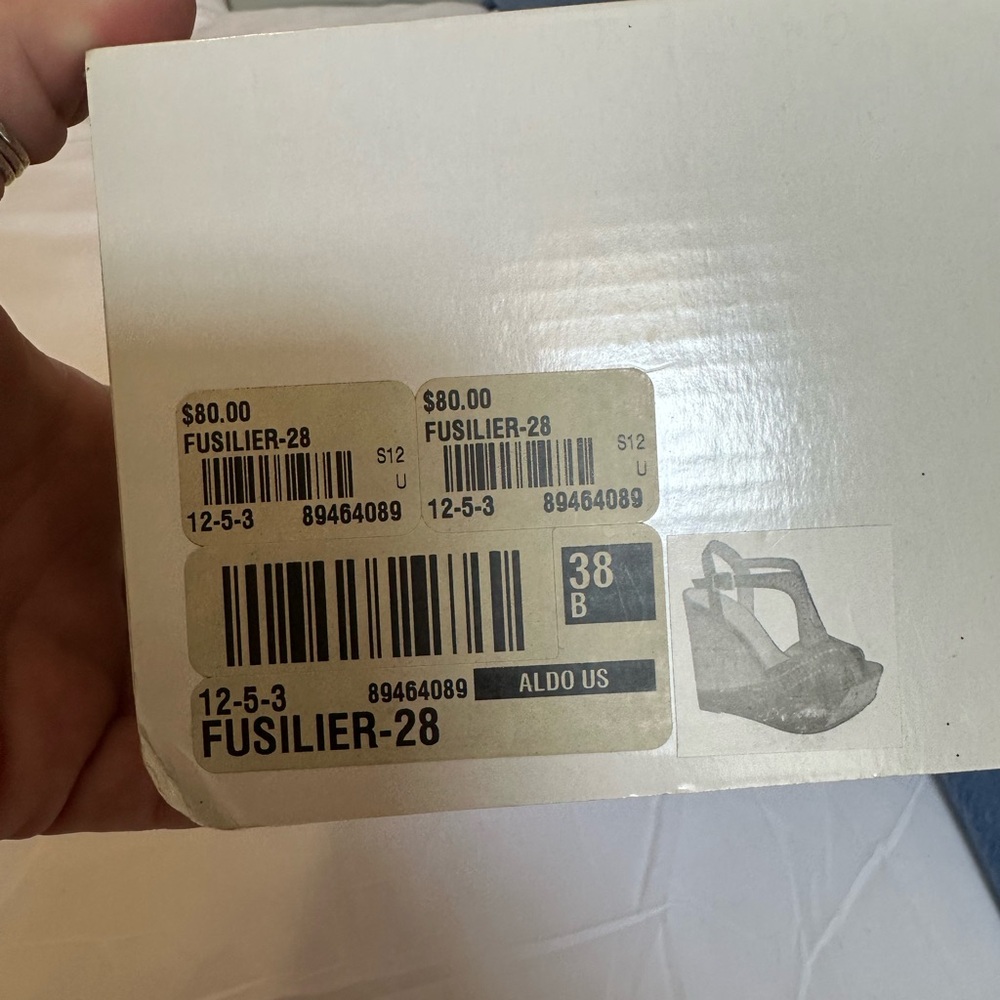 $80.00
FUSILIER-28
S12
U
12-5-3 89464089
$80.00
FUSILIER-28
S12
U
12-5-3 89464089
38
B
12-5-3 89464089 ALDO US
FUSILIER-28